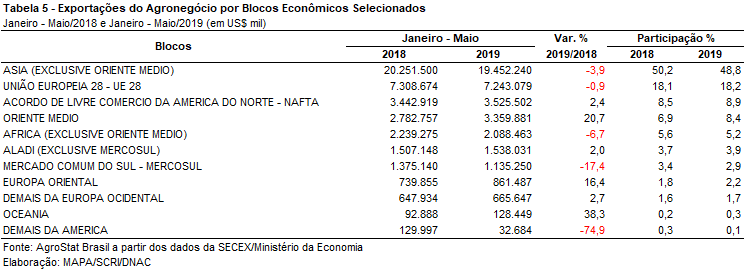 Tabela 5 - Exportações do Agronegócio por Blocos Econômicos Selecionados
Janeiro - Maio/2018 e Janeiro - Maio/2019 (em US$ mil)
Blocos Janeiro - Maio Var. % Participação %
2018 2019 2019/2018 2018 2019
ASIA (EXCLUSIVE ORIENTE MEDIO) 20.251.500 19.452.240 -3,9 50,2 48,8
UNIÃO EUROPEIA 28 - UE 28 7.308.674 7.243.079 -0,9 18,1 18,2
ACORDO DE LIVRE COMERCIO DA AMERICA DO NORTE - NAFTA 3.442.919 3.525.502 2,4 8,5 8,9
ORIENTE MEDIO 2.782.757 3.359.881 20,7 6,9 8,4
AFRICA (EXCLUSIVE ORIENTE MEDIO) 2.239.275 2.088.463 -6,7 5,6 5,2
ALADI (EXCLUSIVE MERCOSUL) 1.507.148 1.538.031 2,0 3,7 3,9
MERCADO COMUM DO SUL - MERCOSUL 1.375.140 1.135.250 -17,4 3,4 2,9
EUROPA ORIENTAL 739.855 861.487 16,4 1,8 2,2
DEMAIS DA EUROPA OCIDENTAL 647.934 665.647 2,7 1,6 1,7
OCEANIA 92.888 128.449 38,3 0,2 0,3
DEMAIS DA AMERICA 129.997 32.684 -74,9 0,3 0,1
Fonte: AgroStat Brasil a partir dos dados da SECEX/Ministério da Economia
Elaboração: MAPA/SCRI/DNAC